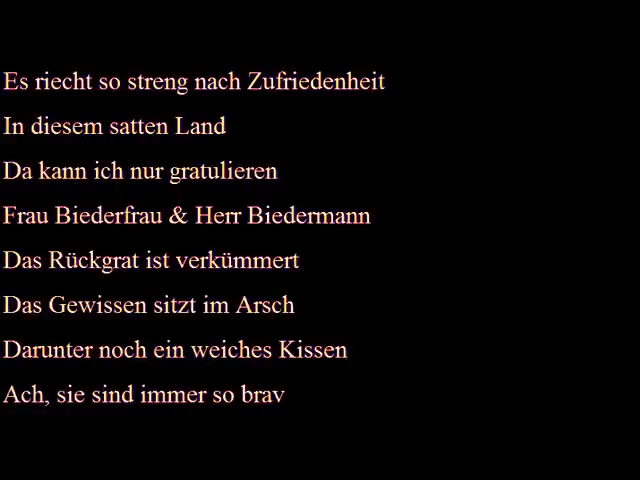 Es riecht so streng nach Zufriedenheit
In diesem satten Land
Da kann ich nur gratulieren
Frau Biederfrau & Herr Biedermann
Das Rückgrat ist verkümmert
Das Gewissen sitzt im Arsch
Darunter noch ein weiches Kissen
Ach, sie sind immer so brav